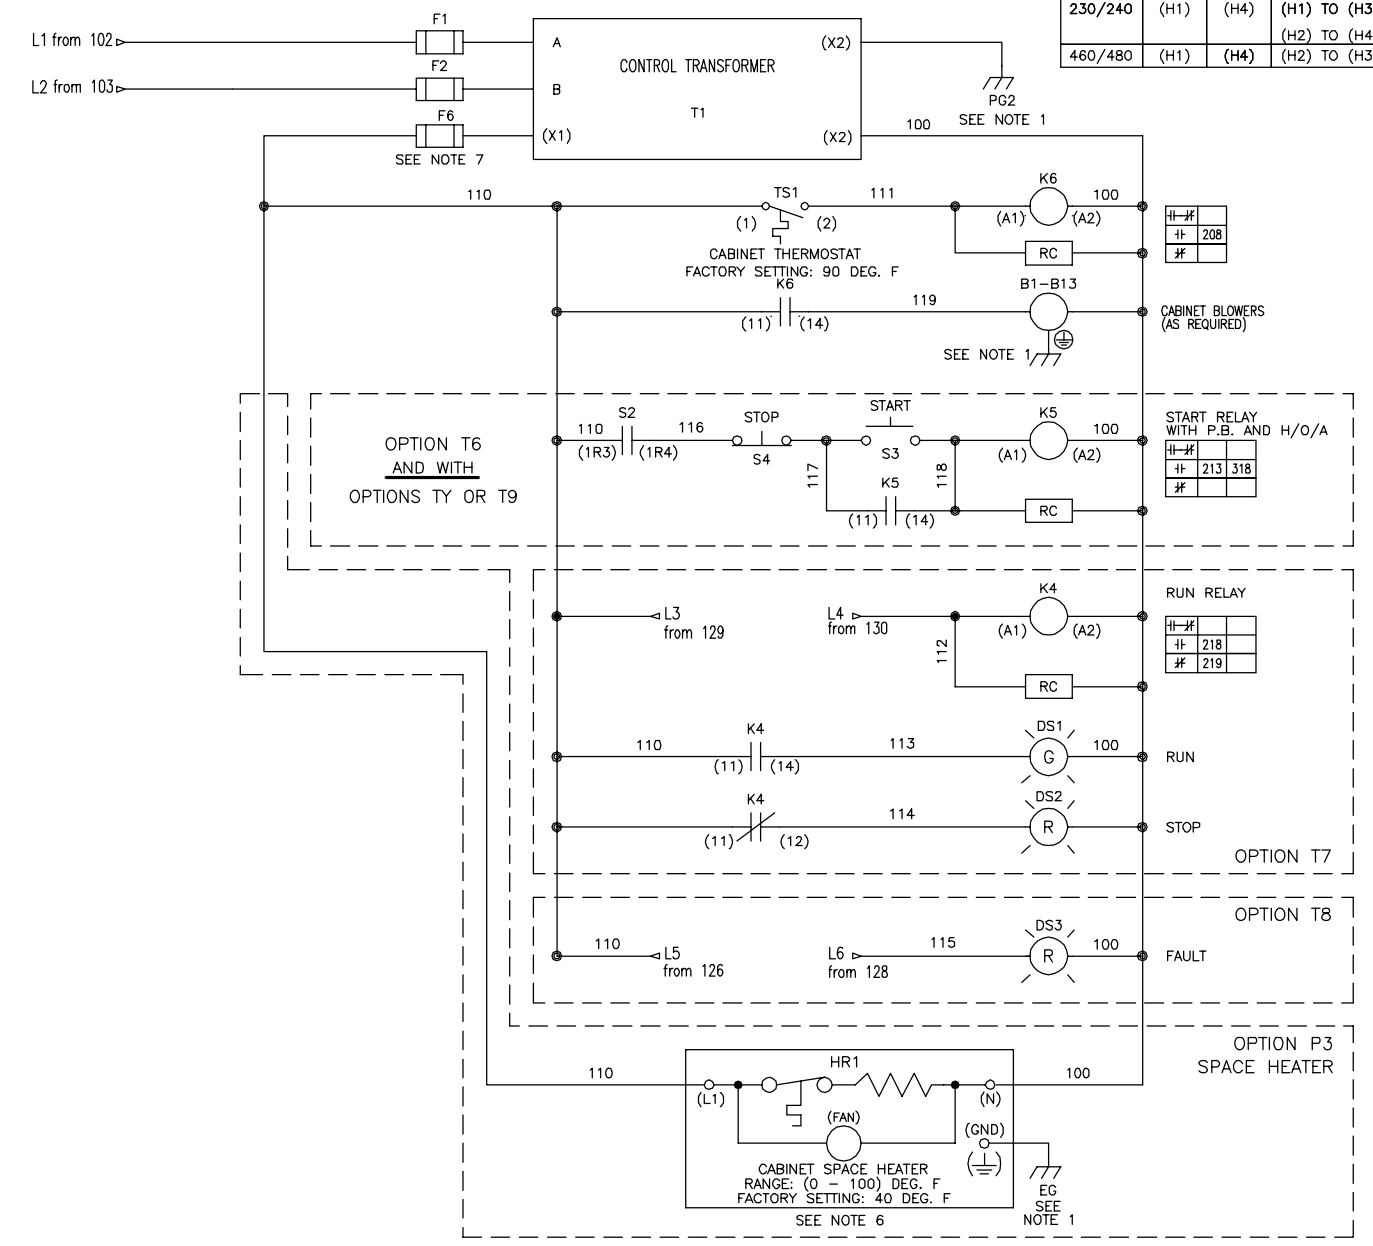 230/240 (H1) (H4) (H1) TO (H3
(H2) TO (H4
460/480 (H1) (H4) (H2) TO (H3
L1 from 102
F1
A
(X2)
CONTROL TRANSFORMER
L2 from 103
F2
B
T1
PG2
SEE NOTE 1
F6
(X1)
(X2)
100
SEE NOTE 7
110
TS1
(1) (2)
111
K6
(A1) (A2)
100
208
CABINET THERMOSTAT
FACTORY SETTING: 90 DEG. F
RC
K6
(11) (14)
119
B1-B13
CABINET BLOWERS
(AS REQUIRED)
SEE NOTE 1
OPTION T6
AND WITH
OPTIONS TY OR T9
110
S2
116
(1R3) (1R4)
STOP
S4
START
S3
117
118
K5
(11) (14)
K5
(A1) (A2)
100
RC
START RELAY
WITH P.B. AND H/O/A
213 318
L3
from 129
L4
from 130
112
K4
(A1) (A2)
RC
RUN RELAY
218
219
110
K4
(11) (14)
113
DS1
G
100
RUN
K4
(11) (12)
114
DS2
R
STOP
OPTION T7
OPTION T8
110
L5
from 126
L6
from 128
115
DS3
R
100
FAULT
OPTION P3
SPACE HEATER
110
HR1
100
(L1)
(N)
(FAN)
(GND)
CABINET SPACE HEATER
RANGE: (0 - 100) DEG. F
FACTORY SETTING: 40 DEG. F
EG
SEE
NOTE 1
SEE NOTE 6